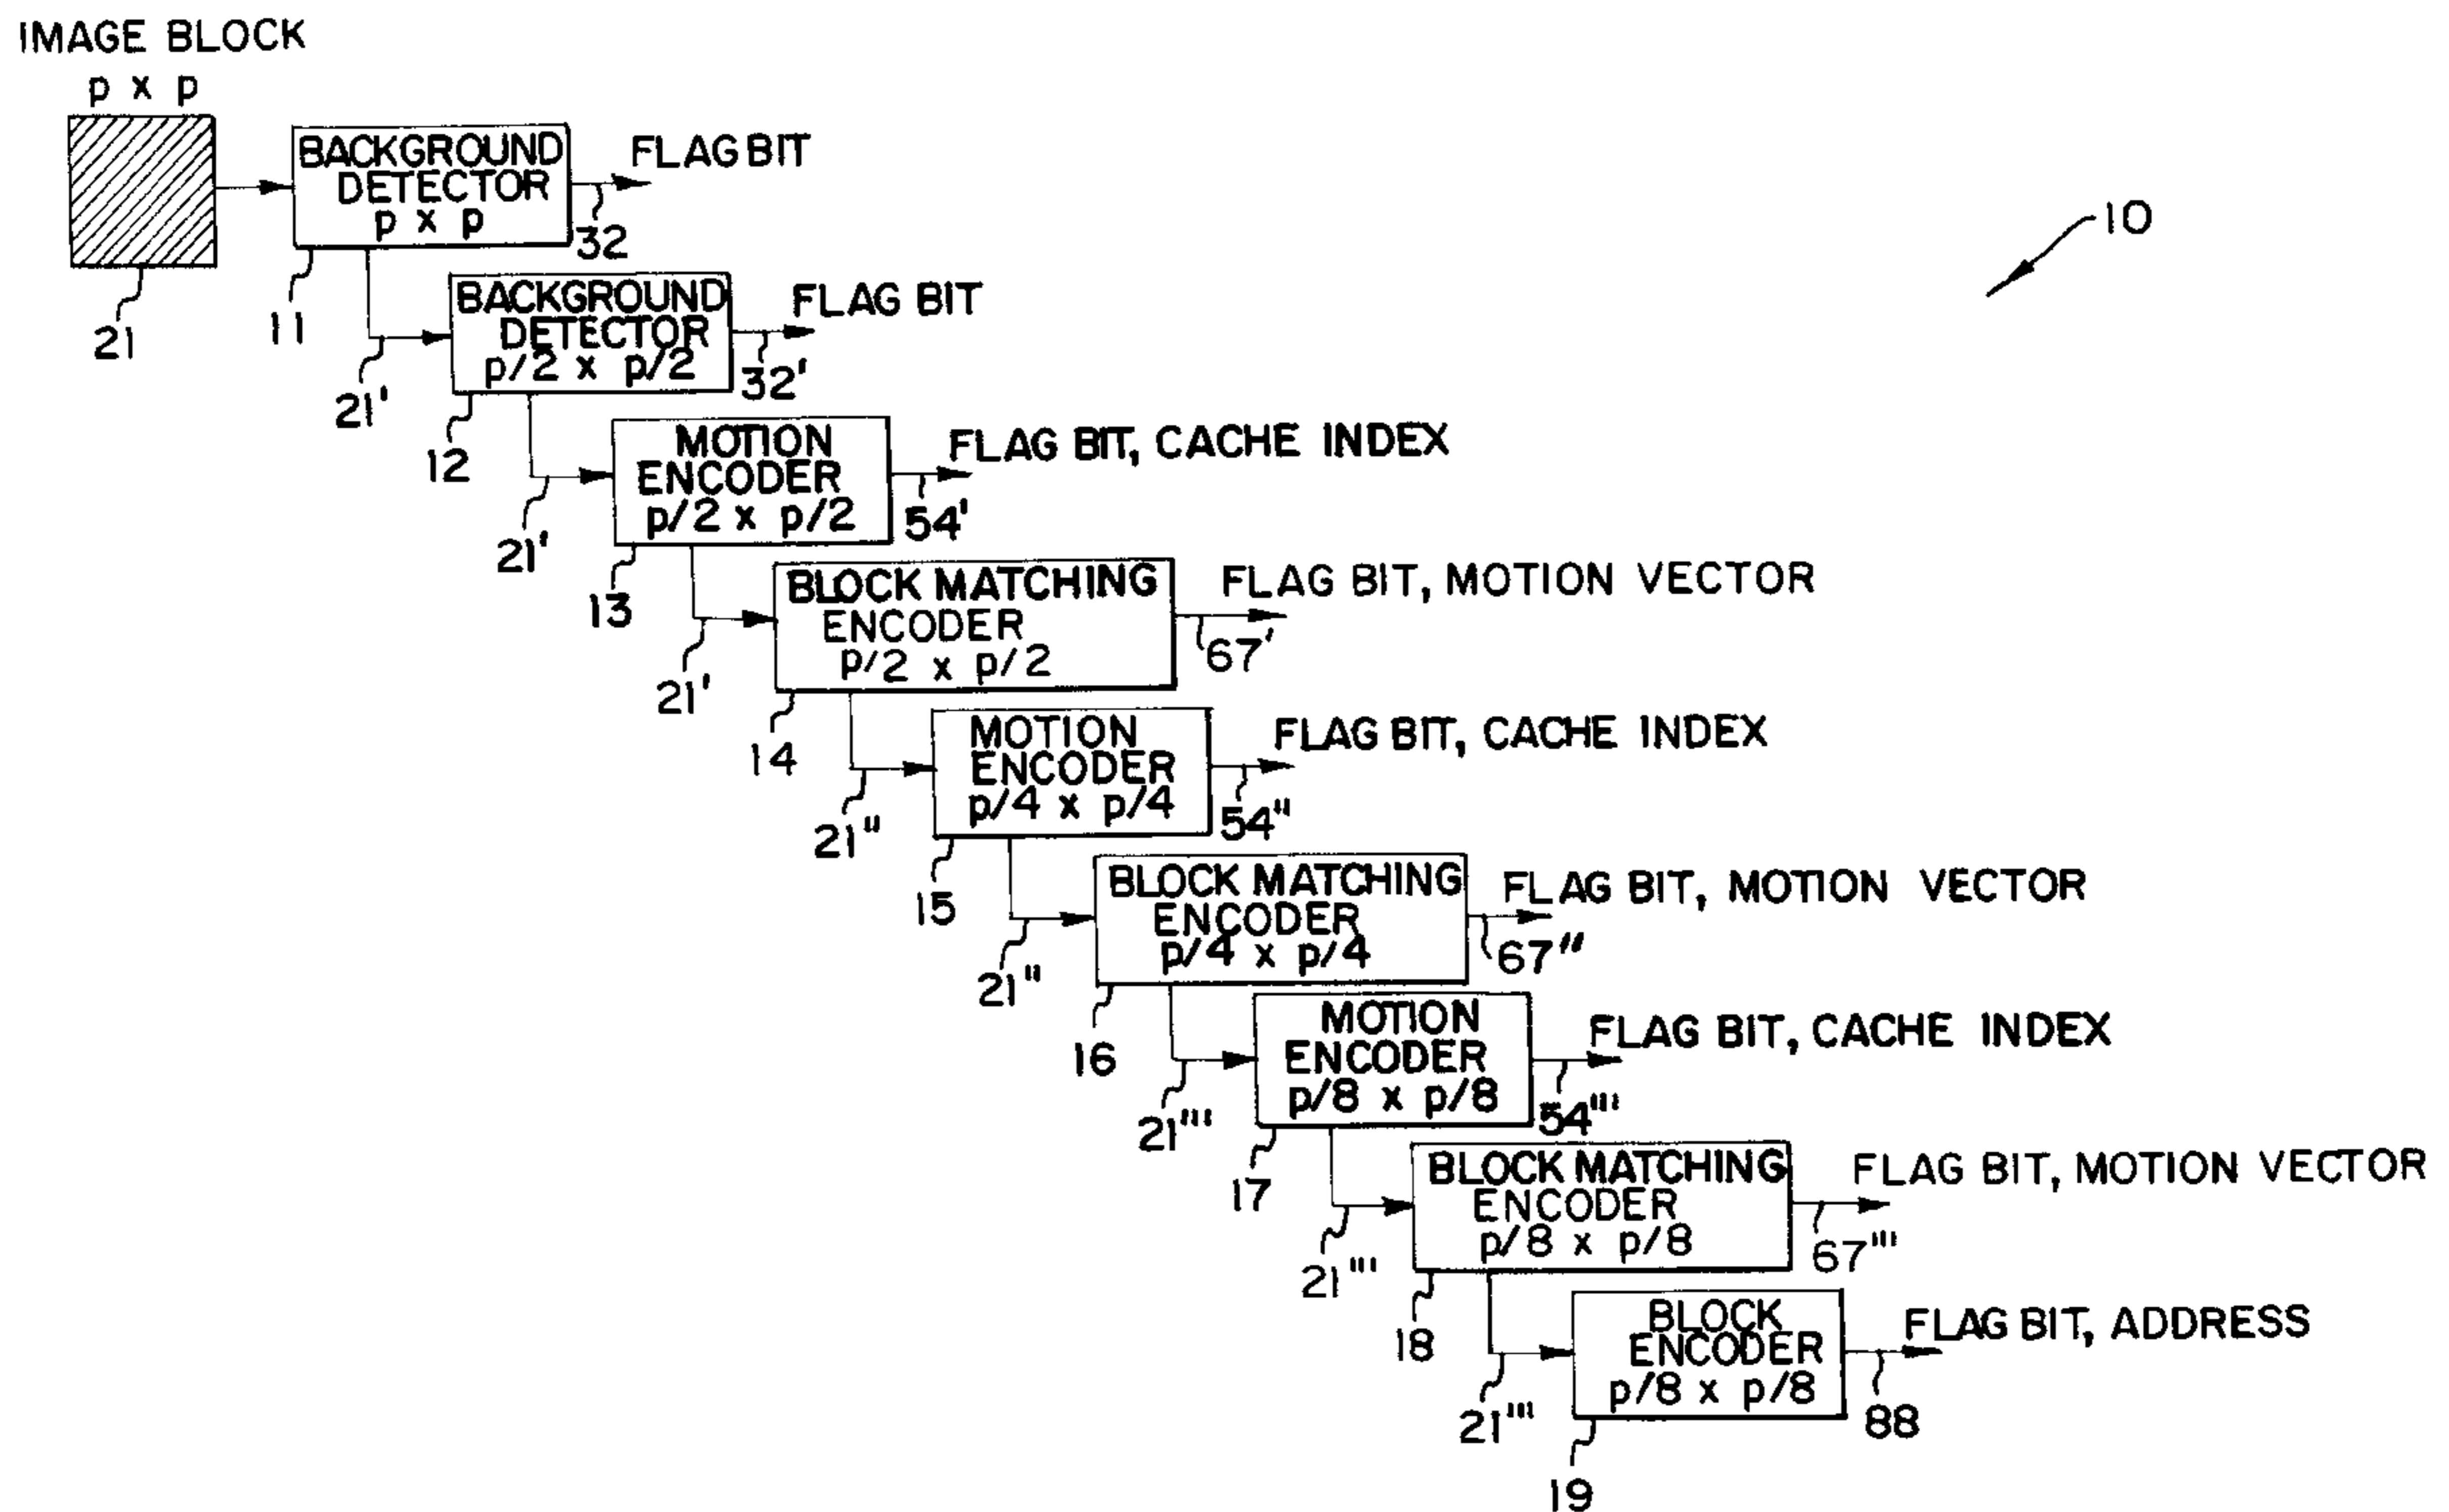 IMAGE BLOCK
p x p
21
BACKGROUND
DETECTOR
p x p
FLAG BIT
32
11
10
21'
BACKGROUND
DETECTOR
p/2 x p/2
FLAG BIT
32'
12
21'
MOTION
ENCODER
p/2 x p/2
FLAG BIT, CACHE INDEX
54'
13
21'
BLOCK MATCHING
ENCODER
p/2 x p/2
FLAG BIT, MOTION VECTOR
67'
14
21"
MOTION
ENCODER
p/4 x p/4
FLAG BIT, CACHE INDEX
54"
15
21"
BLOCK MATCHING
ENCODER
p/4 x p/4
FLAG BIT, MOTION VECTOR
67"
16
21'''
MOTION
ENCODER
p/8 x p/8
FLAG BIT, CACHE INDEX
54'''
17
21'''
BLOCK MATCHING
ENCODER
p/8 x p/8
FLAG BIT, MOTION VECTOR
67'''
18
21'''
BLOCK
ENCODER
p/8 x p/8
FLAG BIT, ADDRESS
88
19